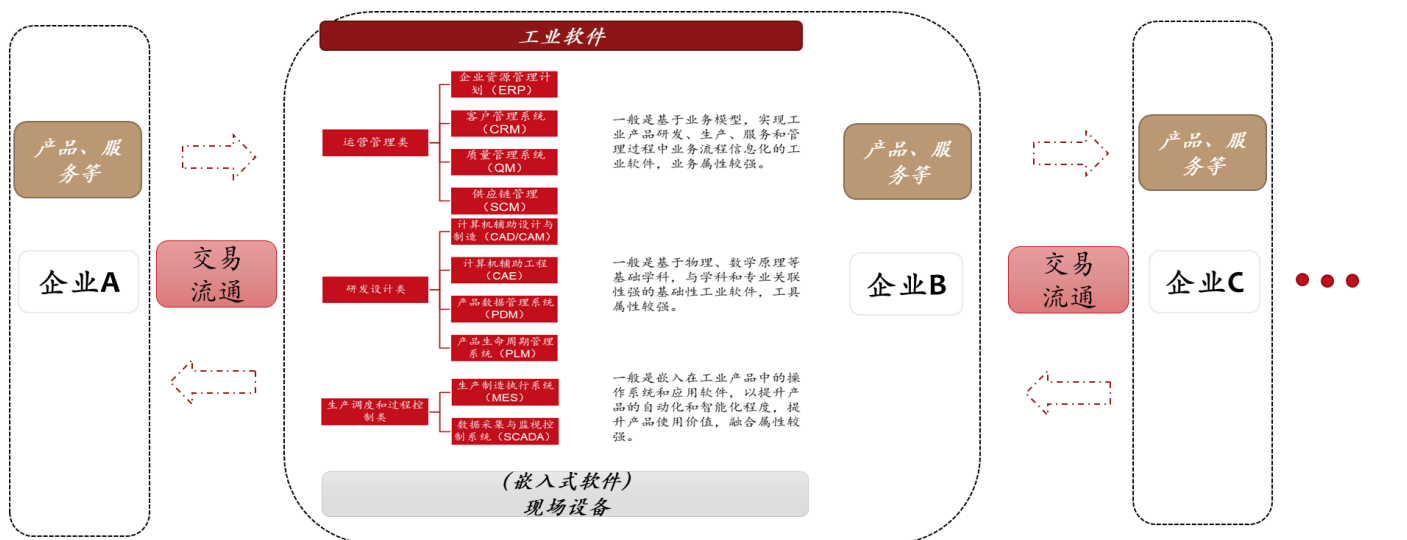 工业软件
产品、服
务等
企业A
交易
流通
运营管理类
企业资源管理计
划（ERP）
客户管理系统
（CRM）
质量管理系统
（QM）
供应链管理
（SCM）
一般是基于业务模型，实现工
业产品研发、生产、服务和管
理过程中业务流程信息化的工
业软件，业务属性较强。
研发设计类
计算机辅助设计与
制造（CAD/CAM）
计算机辅助工程
（CAE）
产品数据管理系统
（PDM）
产品生命周期管理
系统（PLM）
一般是基于物理、数学原理等
基础学科，与学科和专业关联
性强的基础性工业软件，工具
属性较强。
生产调度和过程控
制类
生产制造执行系统
（MES）
数据采集与监视控
制系统（SCADA）
一般是嵌入在工业产品中的操
作系统和应用软件，以提升产
品的自动化和智能化程度，提
升产品使用价值，融合属性较
强。
（嵌入式软件）
现场设备
产品、服
务等
企业B
交易
流通
产品、服
务等
企业C